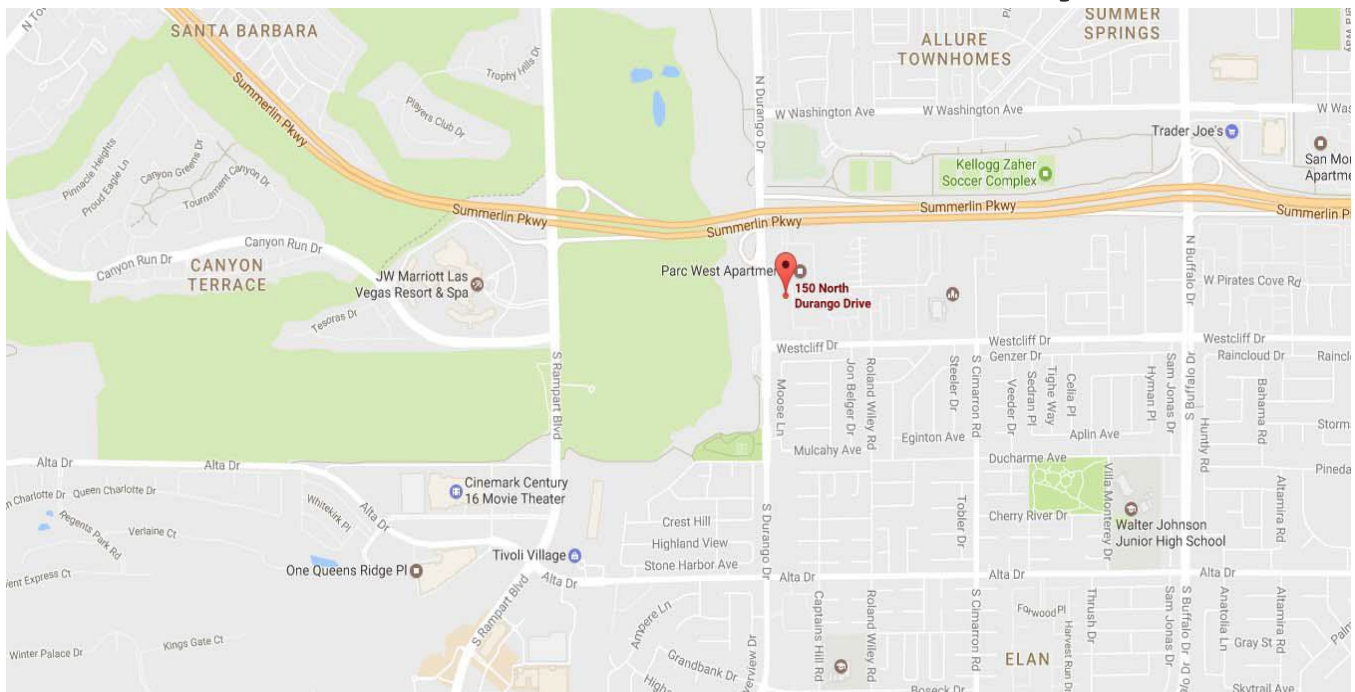 SANTA BARBARA
Summerlin Pkwy
Trophy Hills Dr
Players Club Dr
Pinnacle Heights
Proud Eagle Ln
Canyon Greens Dr
Tournament Canyon Dr
Summerlin Pkwy
Canyon Run Dr
Canyon Run Dr
CANYON
TERRACE
JW Marriott Las
Vegas Resort & Spa
Tesoras Dr
N Durango Dr
ALLURE
TOWNHOMES
SUMMER
SPRINGS
W Washington Ave
W Washington Ave
Trader Joe's
San Mon
Apartme
Kellogg Zaher
Soccer Complex
Summerlin Pkwy
Summerlin Pkwy
Summerlin P
Parc West Apartmen
150 North
Durango Drive
N Buffalo Dr
W Pirates Cove Rd
S Rampart Blvd
Westcliff Dr
Westcliff Dr
Westcliff Dr
Genzer Dr
Raincloud Dr
Raincl
Moose Ln
Jon Belger Dr
Roland Wiley Rd
Steeler Dr
S Cimarron Rd
Veeder Dr
Sedran Pl
Tighe Way
Celia Pl
Hyman Pl
Sam Jonas Dr
S Buffalo Dr
Huntly Rd
Bahama Rd
Storm
Mulcahy Ave
Eginton Ave
Aplin Ave
Ducharme Ave
Pineda
Alta Dr
Alta Dr
Alta Dr
Cinemark Century
16 Movie Theater
n Charlotte Dr
Queen Charlotte Dr
Whitekirk Pl
Regents Park Rd
Verlaine Ct
Crest Hill
Highland View
Stone Harbor Ave
Tivoli Village
One Queens Ridge Pl
vent Express Ct
Alta Dr
S Rampart Blvd
S Durango Dr
Tobler Dr
Cherry River Dr
Villa Monterey Dr
Walter Johnson
Junior High School
Altamira Rd
Alta Dr
Alta Dr
Alta Dr
Captains Hill Rd
Roland Wiley Rd
S Cimarron Rd
Thrush Dr
Harvest Run Dr
Sam Jonas Dr
S Buffalo Dr
Anatolia Ln
Altamira Rd
Gray St
Kings Gate Ct
Winter Palace Dr
Ampere Ln
Grandbank Dr
erview Dr
ELAN
Boseck Dr
Skytrail Ave